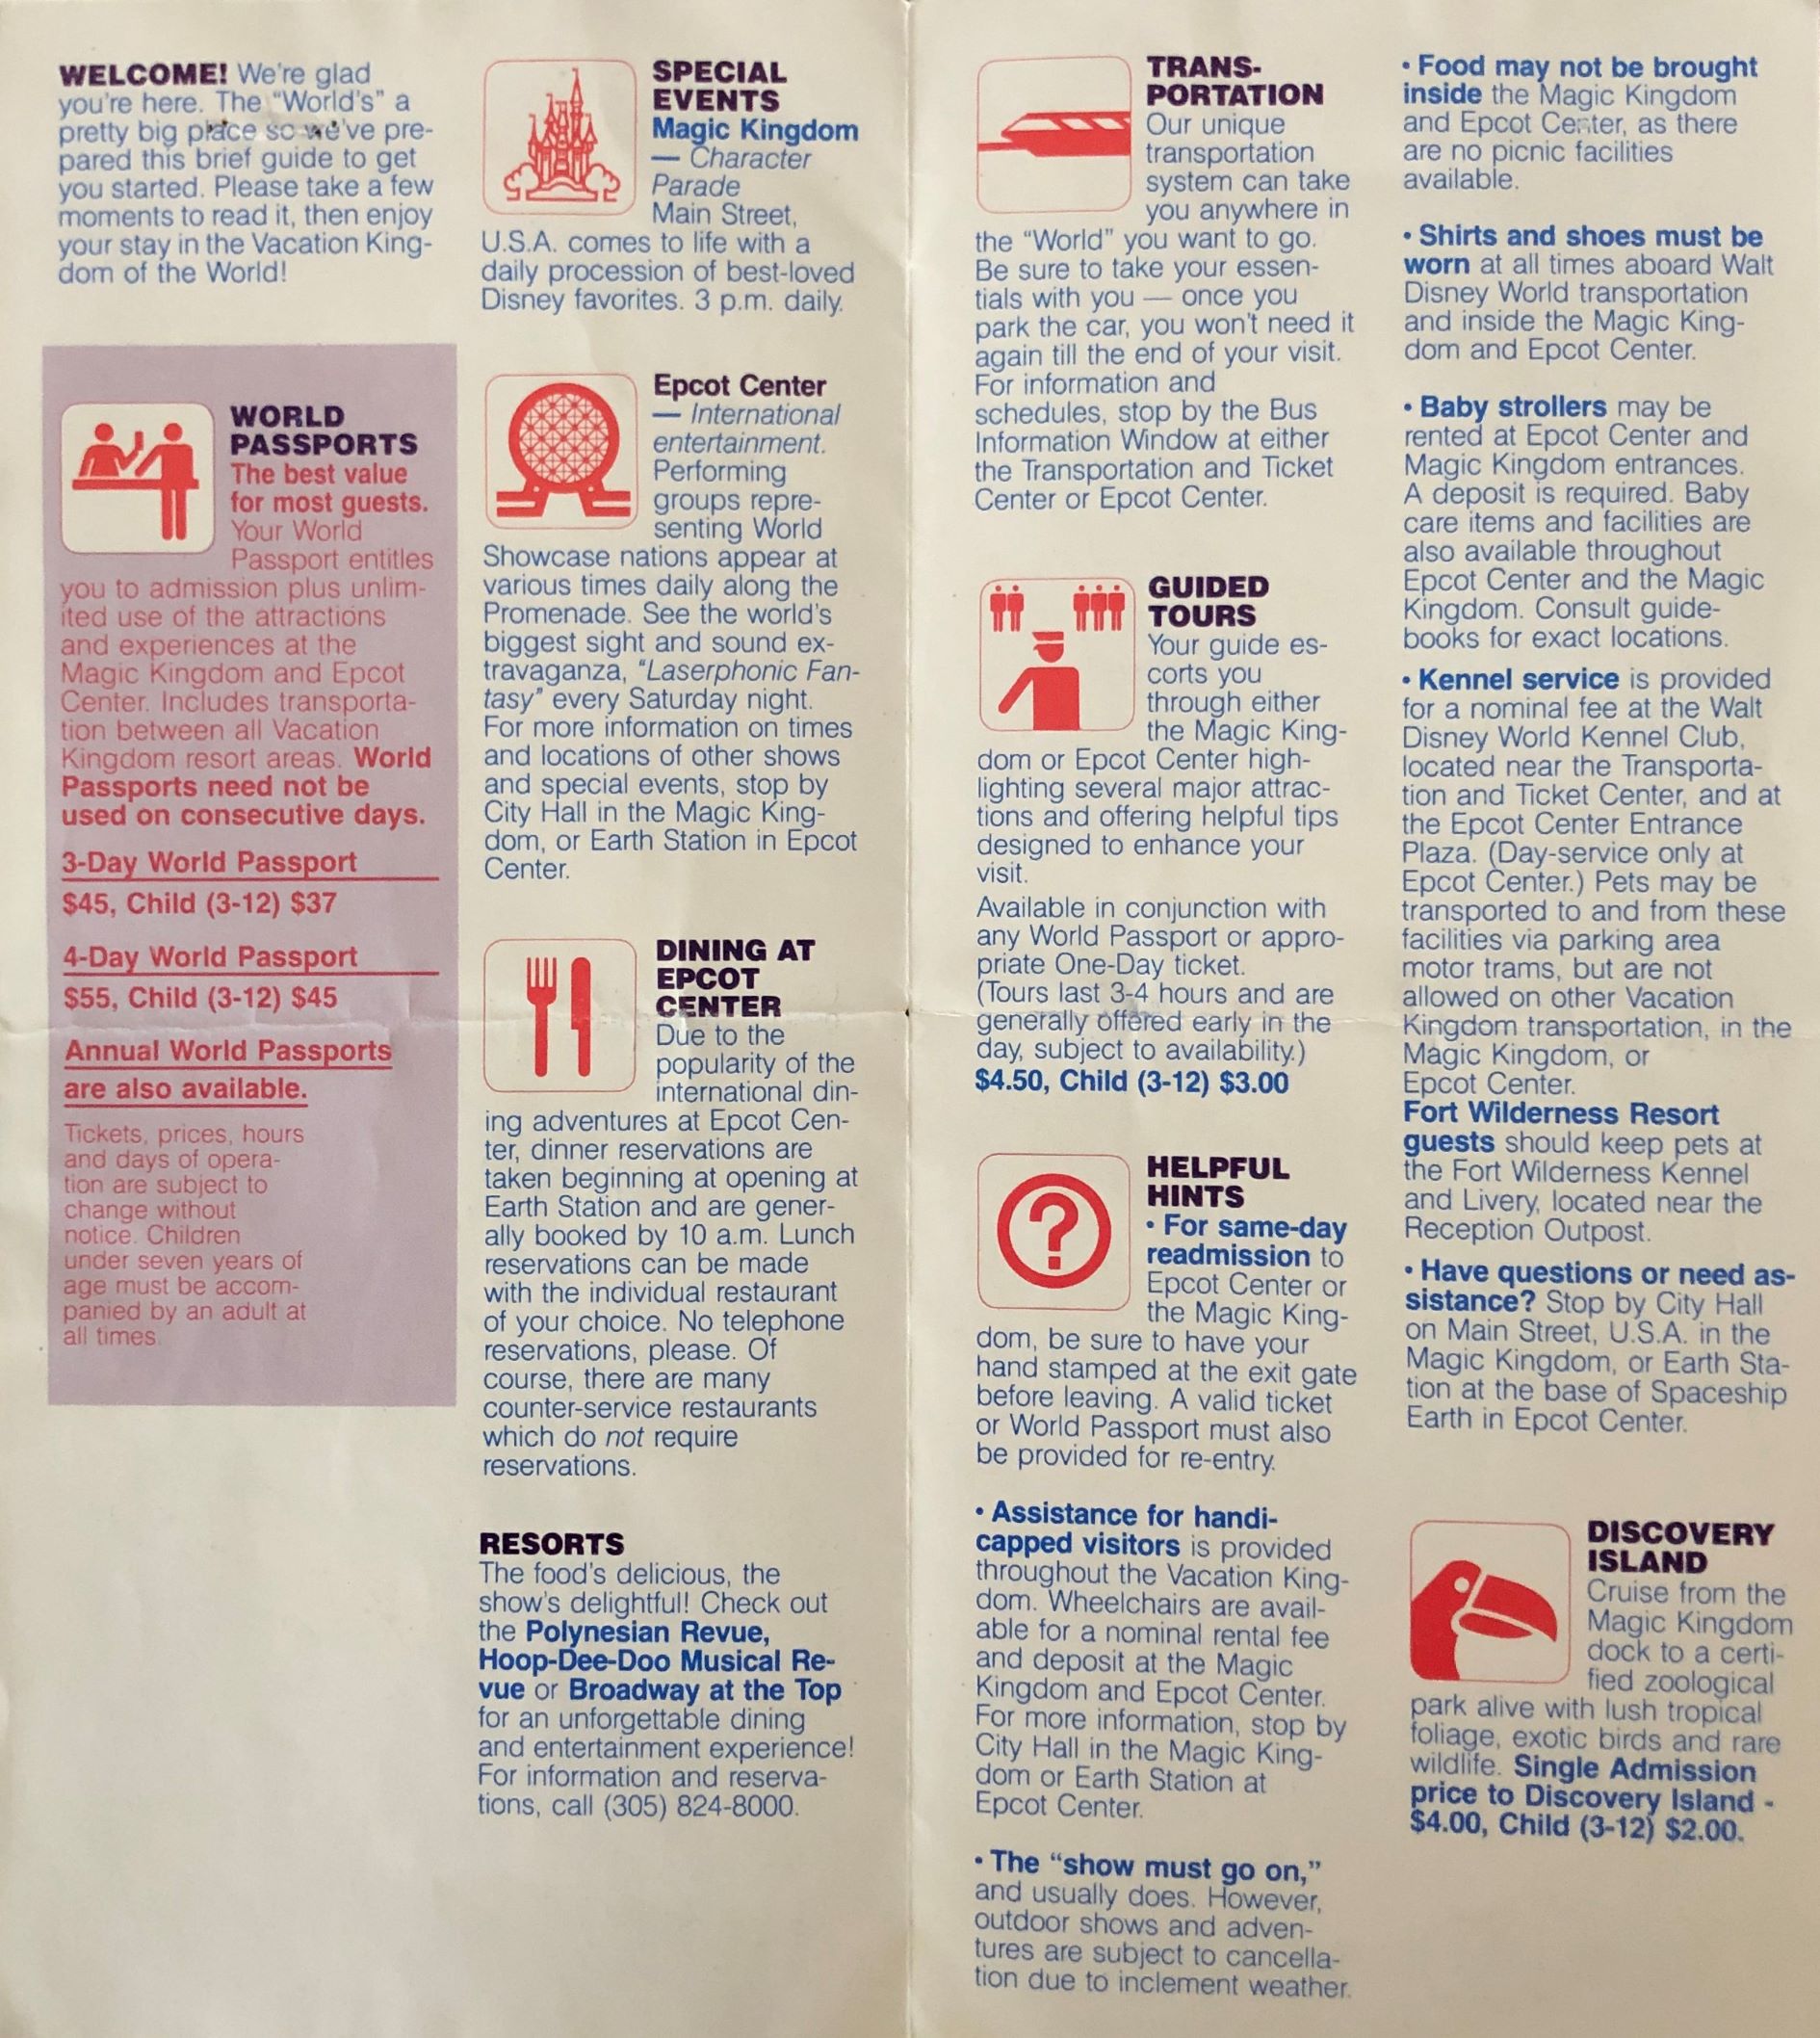 WELCOME! We're glad
you're here. The "World's" a
pretty big place so we've pre-
pared this brief guide to get
you started. Please take a few
moments to read it, then enjoy
your stay in the Vacation King-
dom of the World!
WORLD
PASSPORTS
The best value
for most guests.
Your World
Passport entitles
you to admission plus unlim-
ited use of the attractions
and experiences at the
Magic Kingdom and Epcot
Center. Includes transporta-
tion between all Vacation
Kingdom resort areas. World
Passports need not be
used on consecutive days.
3-Day World Passport
$45, Child (3-12) $37
4-Day World Passport
$55, Child (3-12) $45
Annual World Passports
are also available.
Tickets, prices, hours
and days of opera-
tion are subject to
change without
notice. Children
under seven years of
age must be accom-
panied by an adult at
all times.
SPECIAL
EVENTS
Magic Kingdom
— Character
Parade
Main Street,
U.S.A. comes to life with a
daily procession of best-loved
Disney favorites. 3 p.m. daily.
Epcot Center
— International
entertainment.
Performing
groups repre-
senting World
Showcase nations appear at
various times daily along the
Promenade. See the world's
biggest sight and sound ex-
travaganza, "Laserphonic Fan-
tasy" every Saturday night.
For more information on times
and locations of other shows
and special events, stop by
City Hall in the Magic King-
dom, or Earth Station in Epcot
Center.
DINING AT
EPCOT
CENTER
Due to the
popularity of the
international din-
ing adventures at Epcot Cen-
ter, dinner reservations are
taken beginning at opening at
Earth Station and are gener-
ally booked by 10 a.m. Lunch
reservations can be made
with the individual restaurant
of your choice. No telephone
reservations, please. Of
course, there are many
counter-service restaurants
which do not require
reservations.
RESORTS
The food's delicious, the
show's delightful! Check out
the Polynesian Revue,
Hoop-Dee-Doo Musical Re-
vue or Broadway at the Top
for an unforgettable dining
and entertainment experience!
For information and reserva-
tions, call (305) 824-8000.
TRANS-
PORTATION
Our unique
transportation
system can take
you anywhere in
the "World" you want to go.
Be sure to take your essen-
tials with you — once you
park the car, you won't need it
again till the end of your visit.
For information and
schedules, stop by the Bus
Information Window at either
the Transportation and Ticket
Center or Epcot Center.
GUIDED
TOURS
Your guide es-
corts you
through either
the Magic King-
dom or Epcot Center high-
lighting several major attrac-
tions and offering helpful tips
designed to enhance your
visit.
Available in conjunction with
any World Passport or appro-
priate One-Day ticket.
(Tours last 3-4 hours and are
generally offered early in the
day, subject to availability.)
$4.50, Child (3-12) $3.00
HELPFUL
HINTS
• For same-day
readmission to
Epcot Center or
the Magic King-
dom, be sure to have your
hand stamped at the exit gate
before leaving. A valid ticket
or World Passport must also
be provided for re-entry.
• Assistance for handi-
capped visitors is provided
throughout the Vacation King-
dom. Wheelchairs are avail-
able for a nominal rental fee
and deposit at the Magic
Kingdom and Epcot Center.
For more information, stop by
City Hall in the Magic King-
dom or Earth Station at
Epcot Center.
• The "show must go on,"
and usually does. However,
outdoor shows and adven-
tures are subject to cancella-
tion due to inclement weather.
• Food may not be brought
inside the Magic Kingdom
and Epcot Center, as there
are no picnic facilities
available.
• Shirts and shoes must be
worn at all times aboard Walt
Disney World transportation
and inside the Magic King-
dom and Epcot Center.
• Baby strollers may be
rented at Epcot Center and
Magic Kingdom entrances.
A deposit is required. Baby
care items and facilities are
also available throughout
Epcot Center and the Magic
Kingdom. Consult guide-
books for exact locations.
• Kennel service is provided
for a nominal fee at the Walt
Disney World Kennel Club,
located near the Transporta-
tion and Ticket Center, and at
the Epcot Center Entrance
Plaza. (Day-service only at
Epcot Center.) Pets may be
transported to and from these
facilities via parking area
motor trams, but are not
allowed on other Vacation
Kingdom transportation, in the
Magic Kingdom, or
Epcot Center.
Fort Wilderness Resort
guests should keep pets at
the Fort Wilderness Kennel
and Livery, located near the
Reception Outpost.
• Have questions or need as-
sistance? Stop by City Hall
on Main Street, U.S.A. in the
Magic Kingdom, or Earth Sta-
tion at the base of Spaceship
Earth in Epcot Center.
DISCOVERY
ISLAND
Cruise from the
Magic Kingdom
dock to a certi-
fied zoological
park alive with lush tropical
foliage, exotic birds and rare
wildlife. Single Admission
price to Discovery Island -
$4.00, Child (3-12) $2.00.